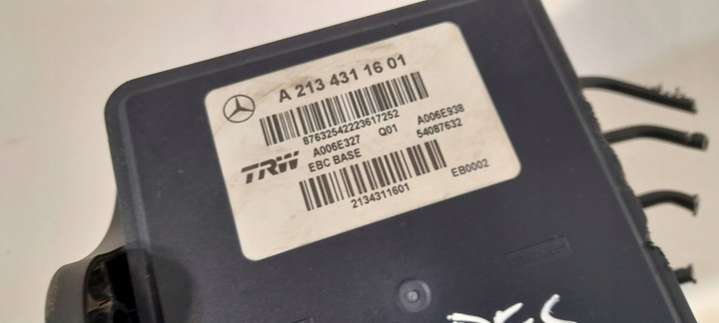 A 213 431 16 01
87632542223617252
A006E327 Q01 A006E938
TRW EBC BASE 54087632
2134311601 EB0002